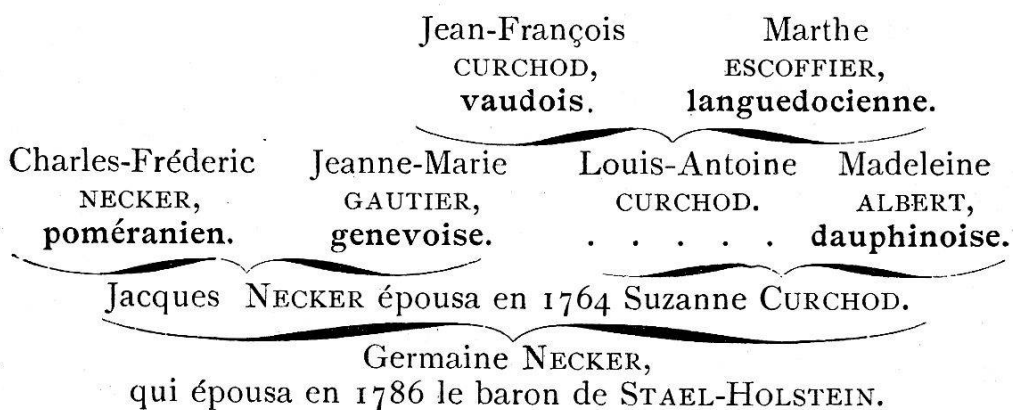 Jean-François Marthe
CURCHOD, ESCOFFIER,
vaudois. languedocienne.
Charles-Fréderic Jeanne-Marie Louis-Antoine Madeleine
NECKER, GAUTIER, CURCHOD. ALBERT,
poméranien. genevoise. . . . . . dauphinoise.
Jacques NECKER épousa en 1764 Suzanne CURCHOD.
Germaine NECKER,
qui épousa en 1786 le baron de STAEL-HOLSTEIN.